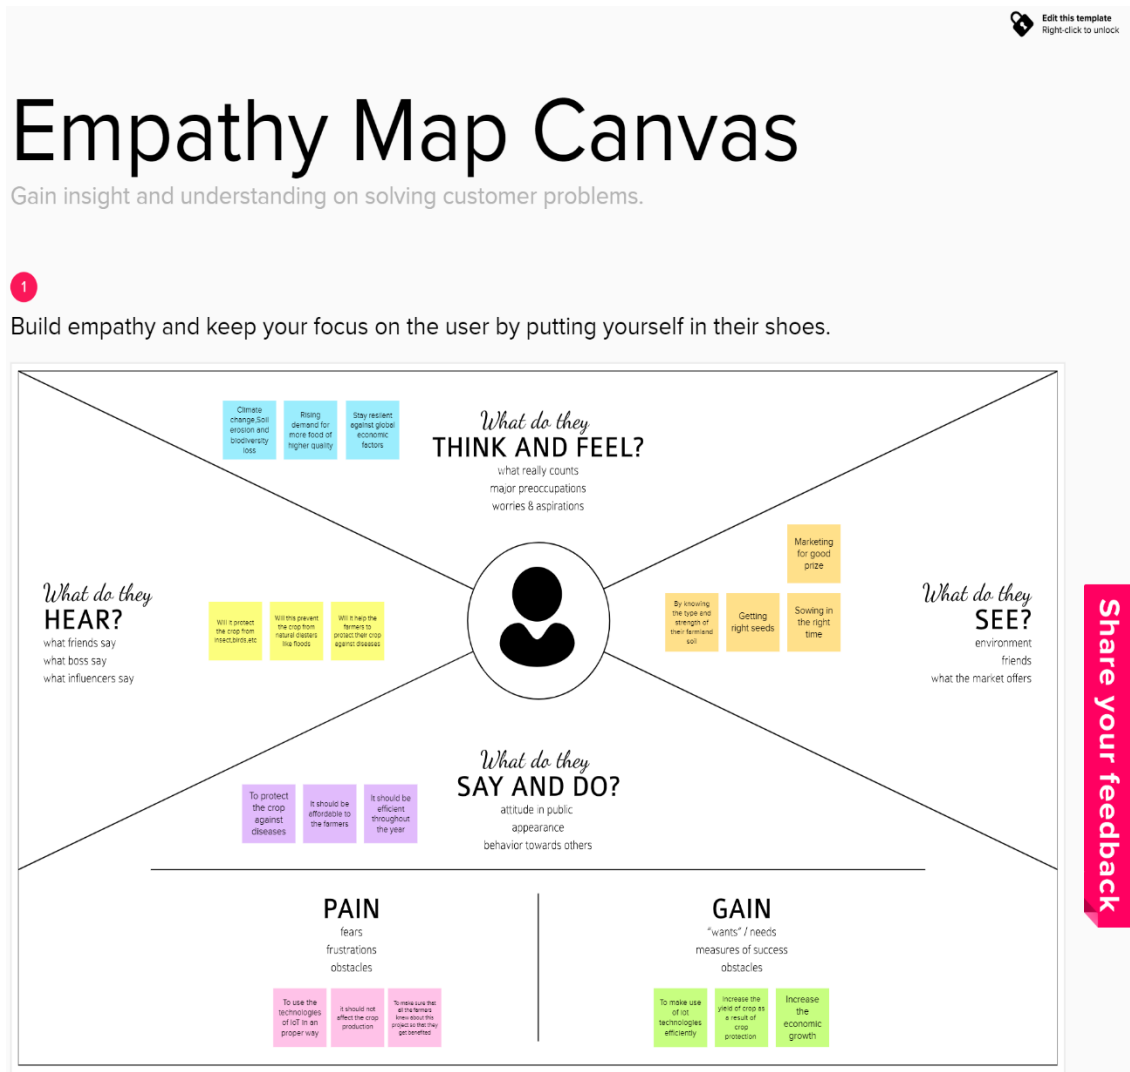 Edit this template
Right-click to unlock
Empathy Map Canvas
Gain insight and understanding on solving customer problems.
1
Build empathy and keep your focus on the user by putting yourself in their shoes.
Climate
change,Soil
erosion and
biodiversity
loss
Rising
demand for
more food of
higher quality
Stay resilent
against global
economic
factors
What do they
THINK AND FEEL?
what really counts
major preoccupations
worries & aspirations
What do they
HEAR?
what friends say
what boss say
what influencers say
Will it protect
the crop from
insect,birds,etc
Will this prevent
the crop from
natural diasters
like floods
Will it help the
farmers to
protect their crop
against diseases
Marketing
for good
prize
By knowing
the type and
strength of
their farmland
soil
Getting
right seeds
Sowing in
the right
time
What do they
SEE?
environment
friends
what the market offers
What do they
SAY AND DO?
attitude in public
appearance
behavior towards others
To protect
the crop
against
diseases
It should be
affordable to
the farmers
It should be
efficient
throughout
the year
PAIN
fears
frustrations
obstacles
To use the
technologies
of IoT in an
proper way
It should not
affect the crop
production
To make sure that
all the farmers
knew about this
project so that they
get benefited
GAIN
"wants" / needs
measures of success
obstacles
To make use
of iot
technologies
efficiently
Increase the
yield of crop as
a result of
crop
protection
Increase
the
economic
growth
Share your feedback